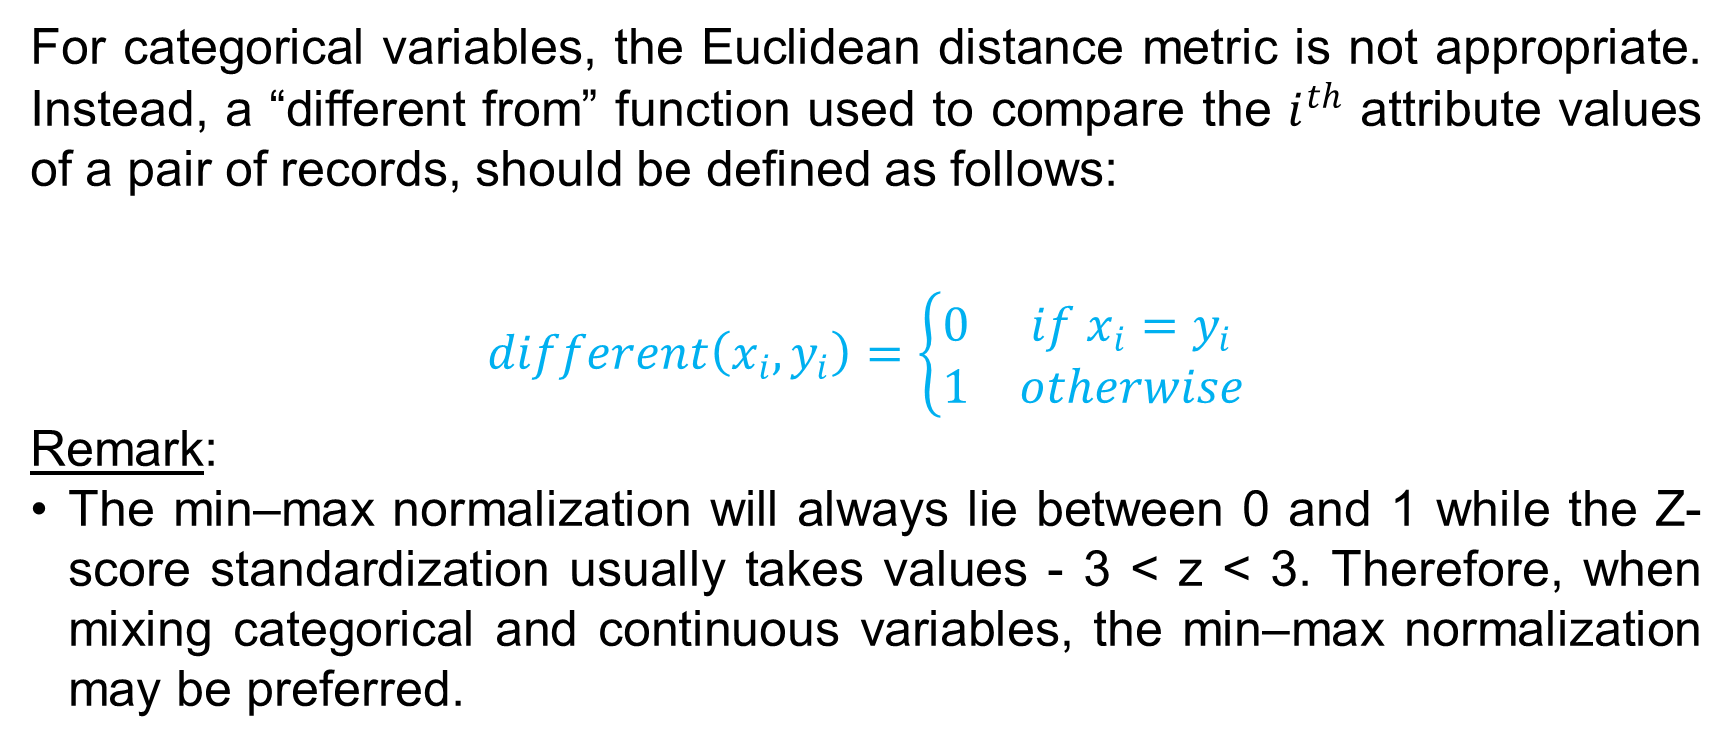 For categorical variables, the Euclidean distance metric is not appropriate.
Instead, a “different from” function used to compare the i^{th} attribute values
of a pair of records, should be defined as follows:
different(x_i, y_i) = { 0 if x_i = y_i
1 otherwise
Remark:
• The min–max normalization will always lie between 0 and 1 while the Z-
score standardization usually takes values - 3 < z < 3. Therefore, when
mixing categorical and continuous variables, the min–max normalization
may be preferred.